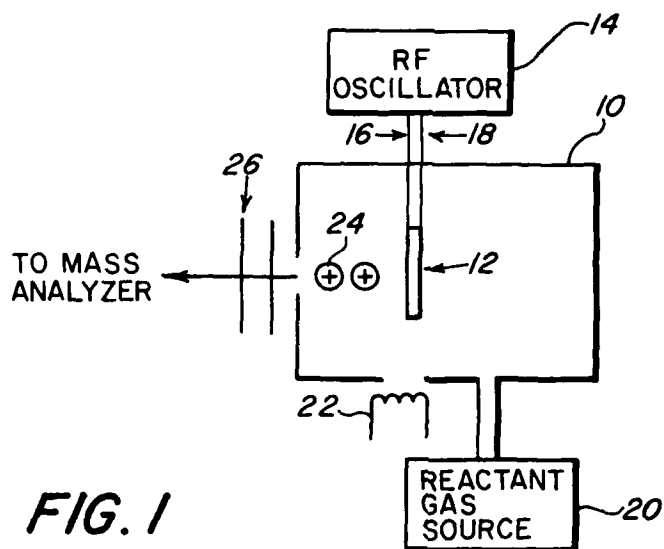 RF
OSCILLATOR
14
16
18
10
26
24
12
TO MASS
ANALYZER
22
REACTANT
GAS
SOURCE
20
FIG. 1